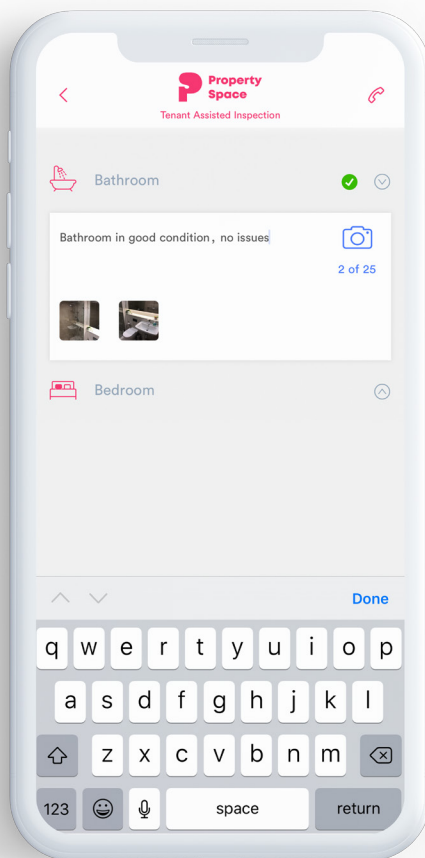 Property
Space
Tenant Assisted Inspection
Bathroom
Bathroom in good condition, no issues
2 of 25
Bedroom
Done
q w e r t y u i o p
a s d f g h j k l
z x c v b n m
123 space return